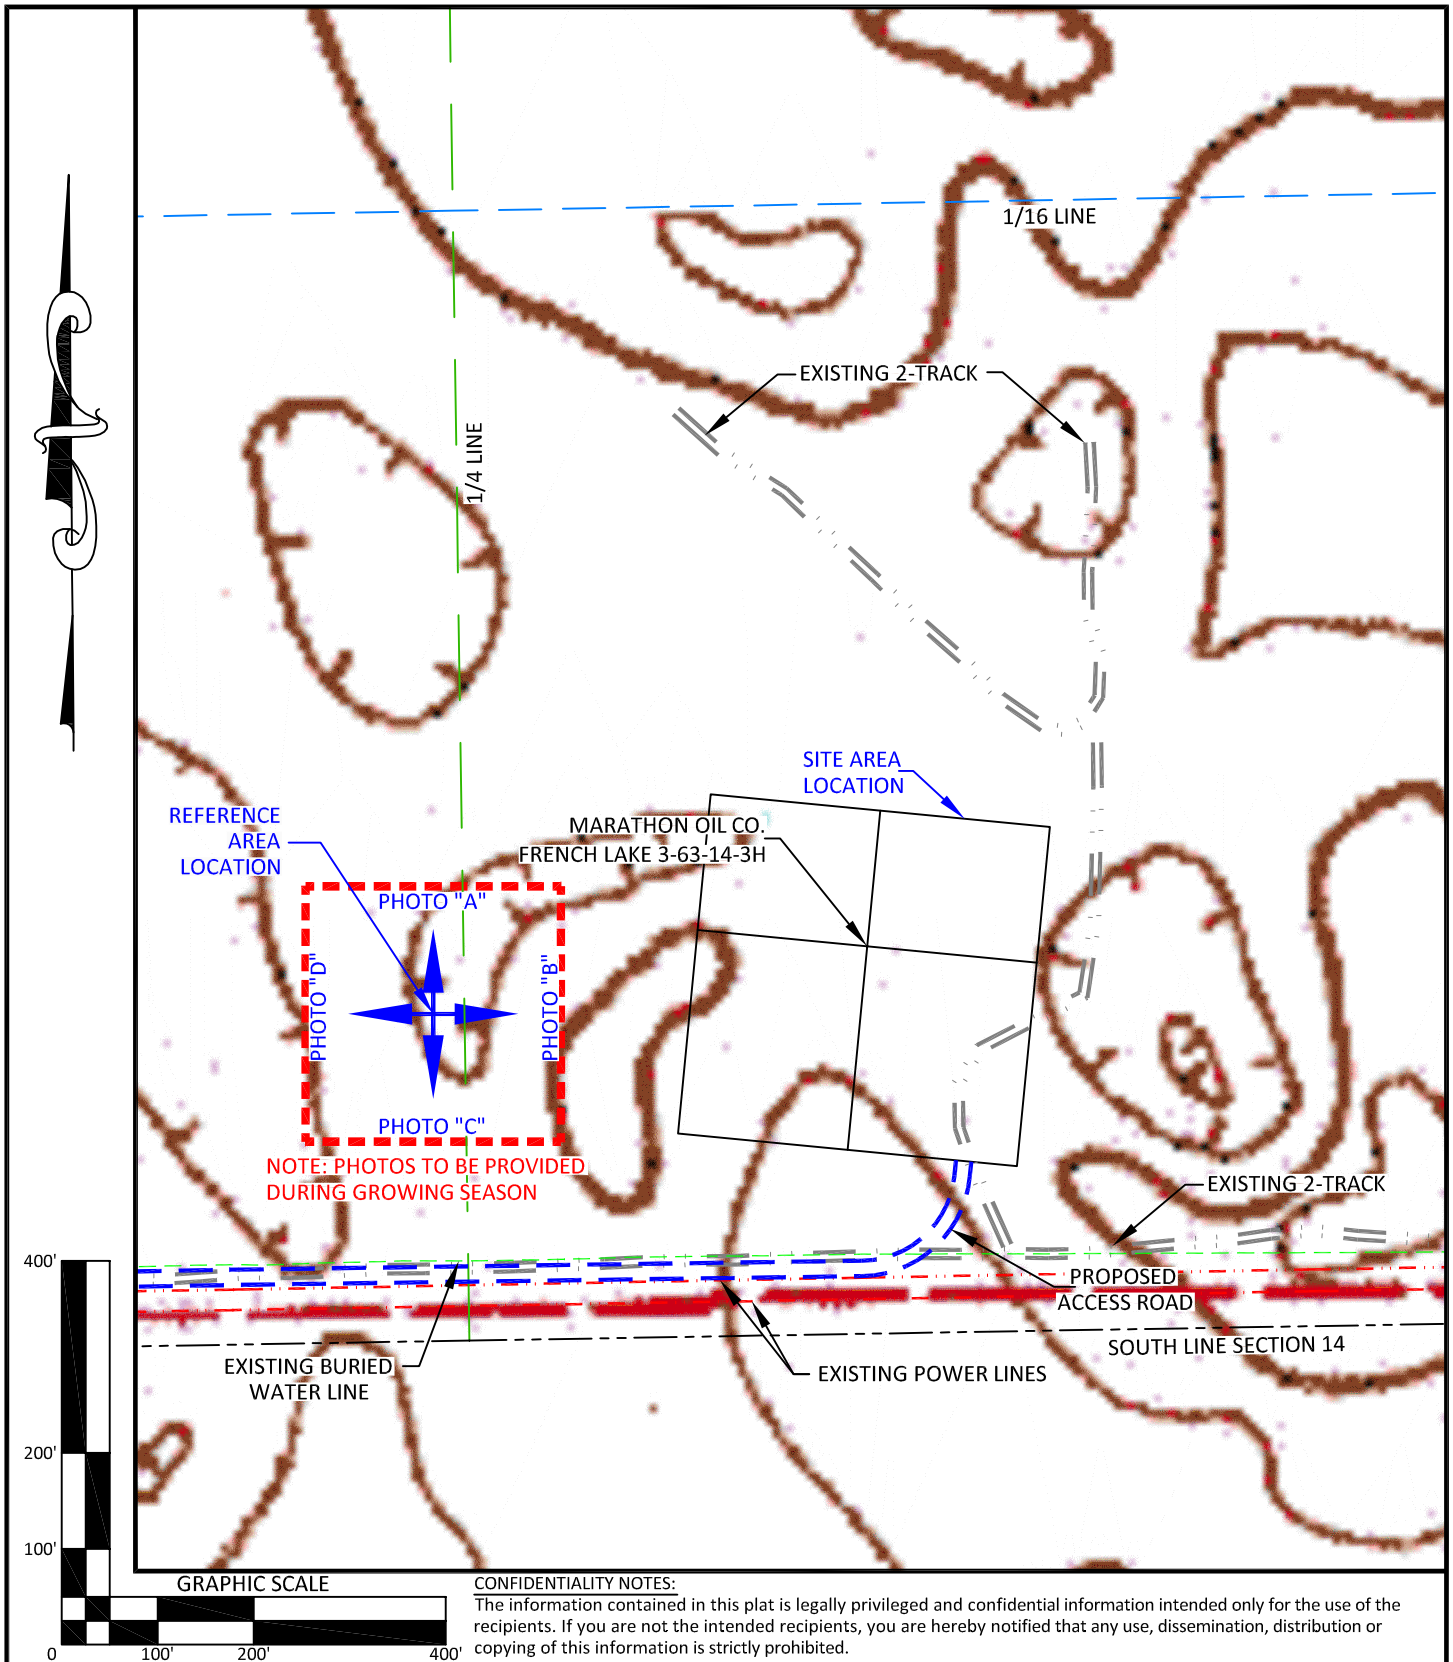 1/16 LINE
EXISTING 2-TRACK
1/4 LINE
SITE AREA
LOCATION
REFERENCE
AREA
LOCATION
MARATHON OIL CO.
FRENCH LAKE 3-63-14-3H
PHOTO "A"
PHOTO "D"
PHOTO "B"
PHOTO "C"
NOTE: PHOTOS TO BE PROVIDED
DURING GROWING SEASON
EXISTING 2-TRACK
PROPOSED
ACCESS ROAD
SOUTH LINE SECTION 14
EXISTING BURIED
WATER LINE
EXISTING POWER LINES
400'
200'
100'
GRAPHIC SCALE
0 100' 200' 400'
CONFIDENTIALITY NOTES:
The information contained in this plat is legally privileged and confidential information intended only for the use of the
recipients. If you are not the intended recipients, you are hereby notified that any use, dissemination, distribution or
copying of this information is strictly prohibited.